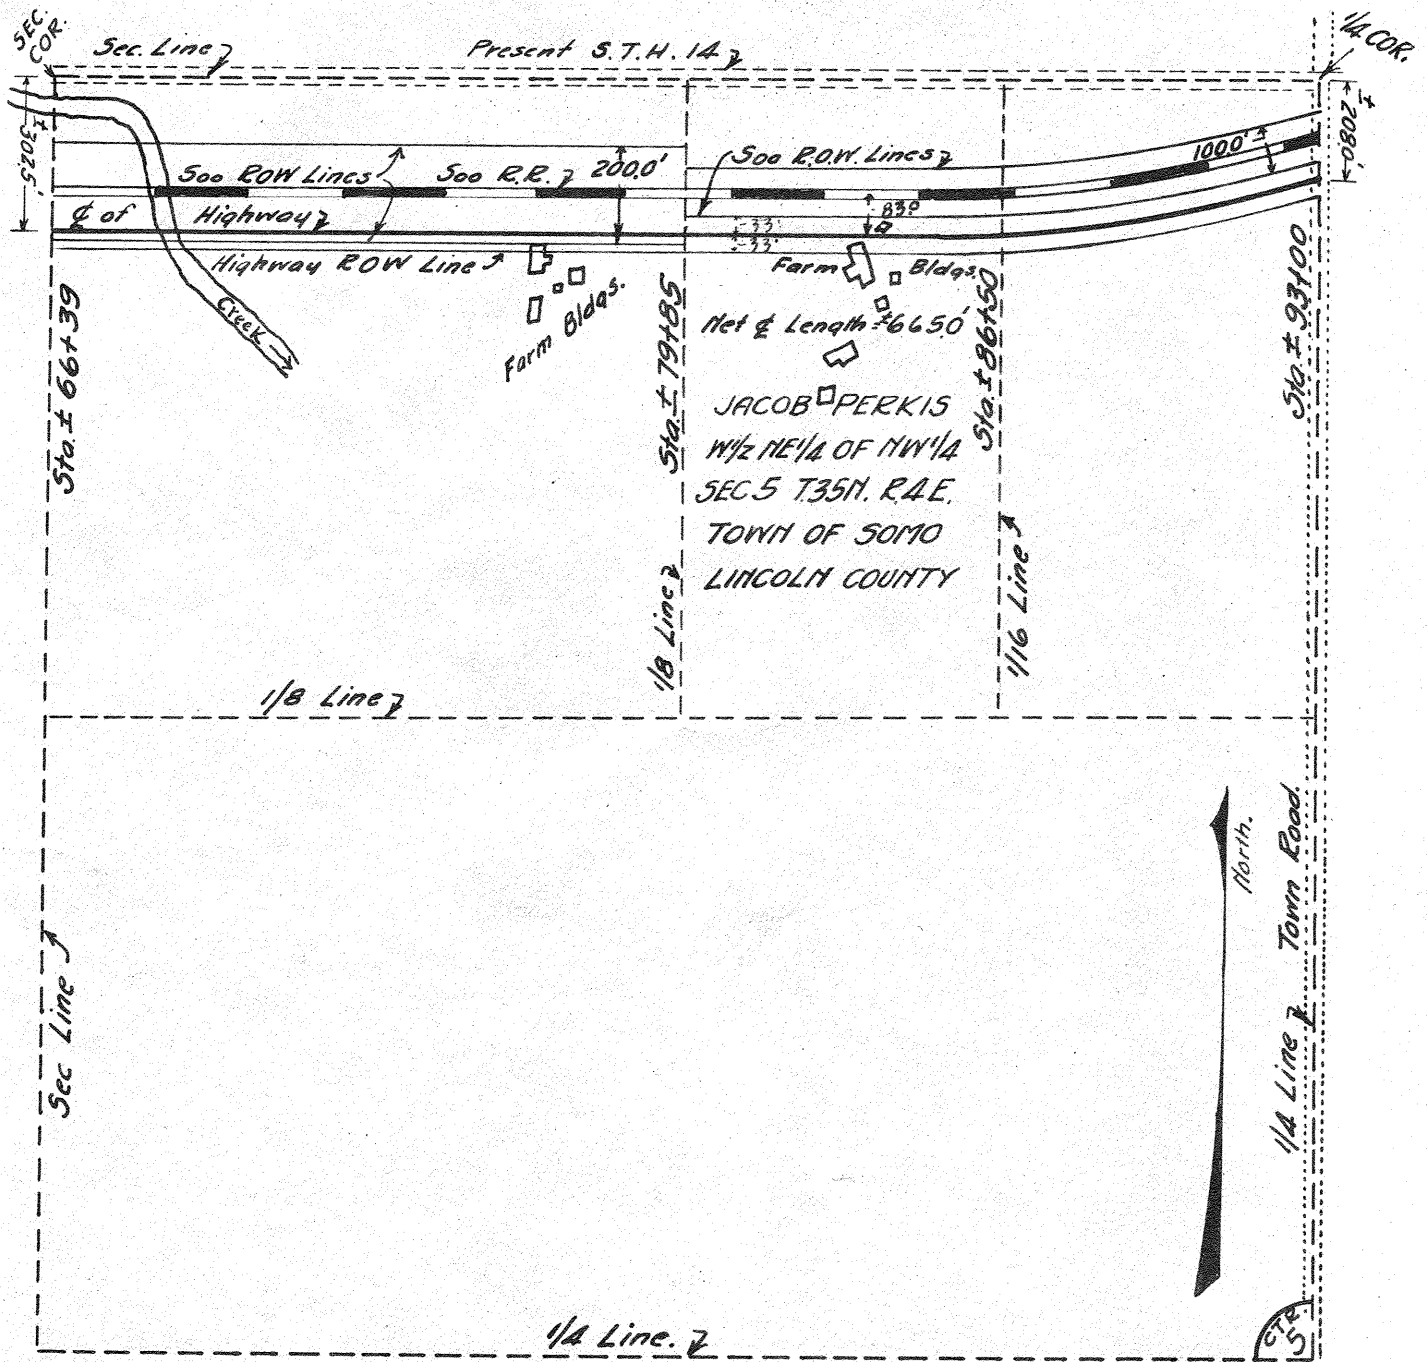 SEC. COR.
Sec. Line
Present S.T.H. 14
1/4 COR.
± 302.5'
± 208.0'
Soo ROW Lines
Soo R.R.
200.0'
Soo R.O.W. Lines
100.0'
℄ of Highway
83.0
33'
33'
Highway ROW Line
Farm Bldgs.
Farm Bldgs.
Creek
Net ℄ Length ± 665.0'
Sta. ± 66+39
Sta. ± 79+85
Sta. ± 86+50
Sta. ± 93+00
JACOB PERKIS
W1/2 NE1/4 OF NW1/4
SEC 5 T.35N. R.4E.
TOWN OF SOMO
LINCOLN COUNTY
1/8 Line
1/16 Line
1/8 Line
North.
Town Road.
Sec Line
1/4 Line
1/4 Line.
CTR.
5